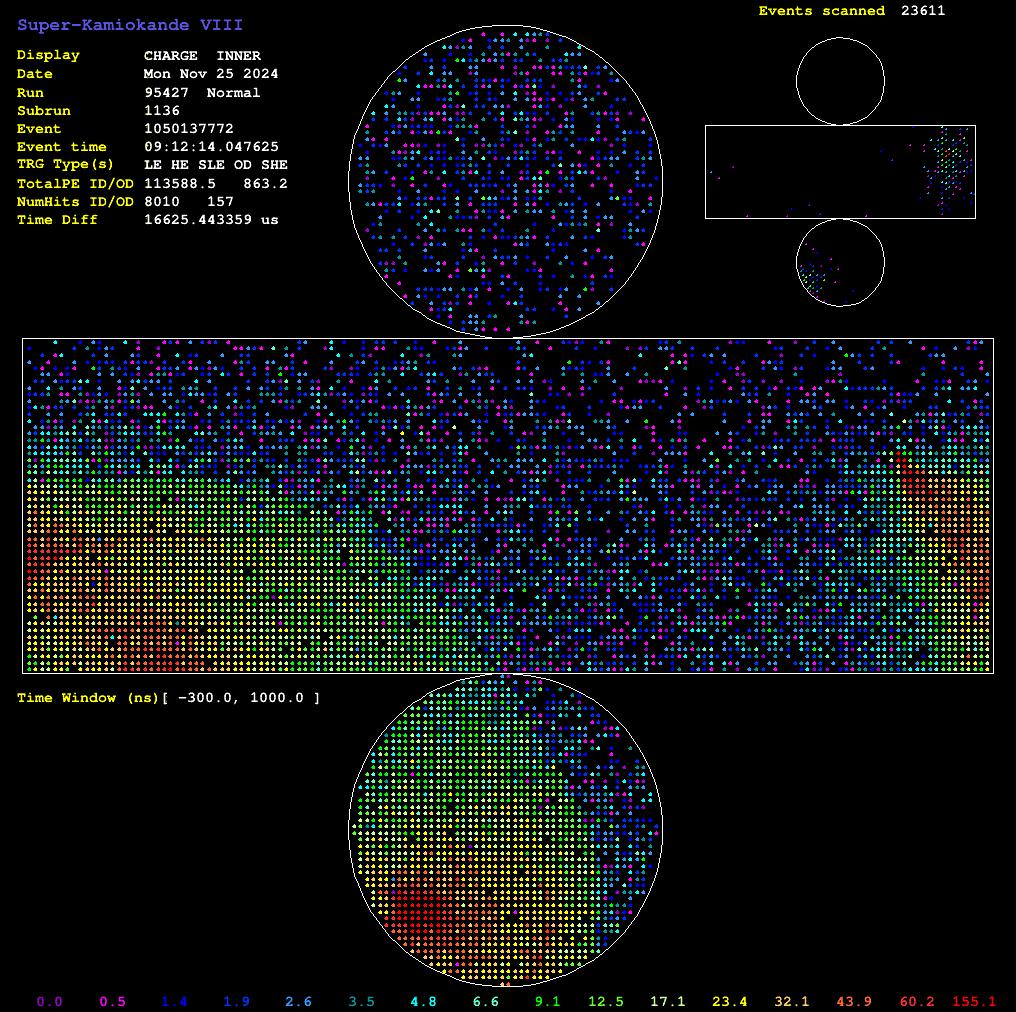 Super-Kamiokande VIII
Events scanned 23611
Display CHARGE INNER
Date Mon Nov 25 2024
Run 95427 Normal
Subrun 1136
Event 1050137772
Event time 09:12:14.047625
TRG Type(s) LE HE SLE OD SHE
TotalPE ID/OD 113588.5 863.2
NumHits ID/OD 8010 157
Time Diff 16625.443359 us
Time Window (ns)[ -300.0, 1000.0 ]
0.0 0.5 1.4 1.9 2.6 3.5 4.8 6.6 9.1 12.5 17.1 23.4 32.1 43.9 60.2 155.1